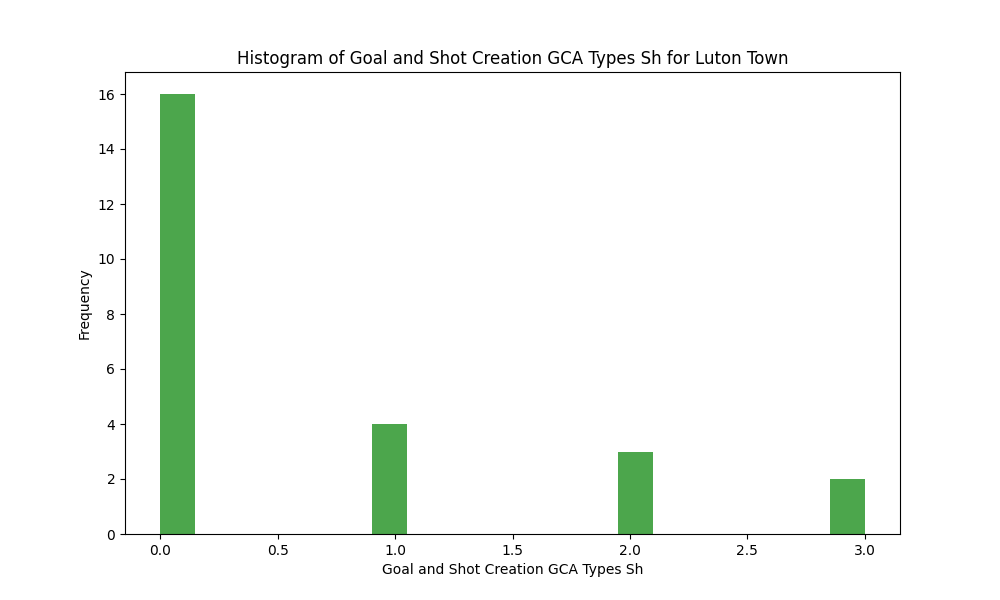 Histogram of Goal and Shot Creation GCA Types Sh for Luton Town
16
14
12
10
8
6
4
2
0
Frequency
0.0 0.5 1.0 1.5 2.0 2.5 3.0
Goal and Shot Creation GCA Types Sh